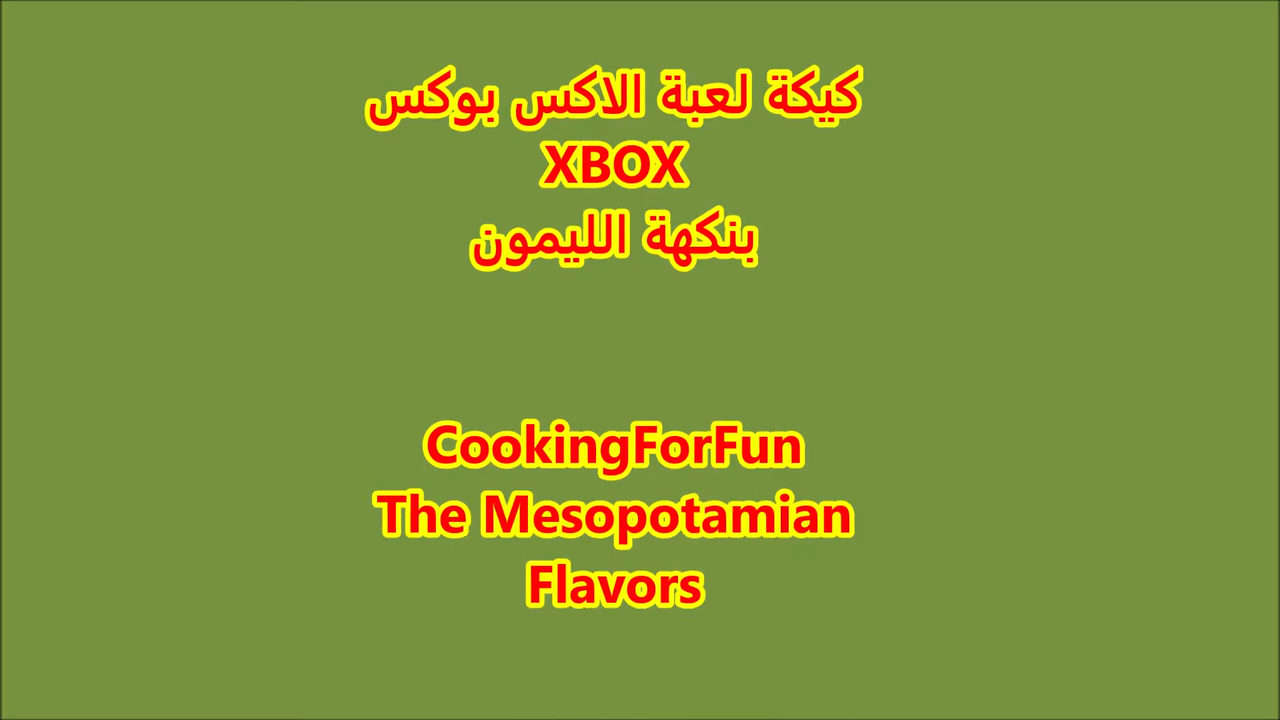 كيكة لعبة الاكس بوكس
XBOX
بنكهة الليمون
CookingForFun
The Mesopotamian
Flavors